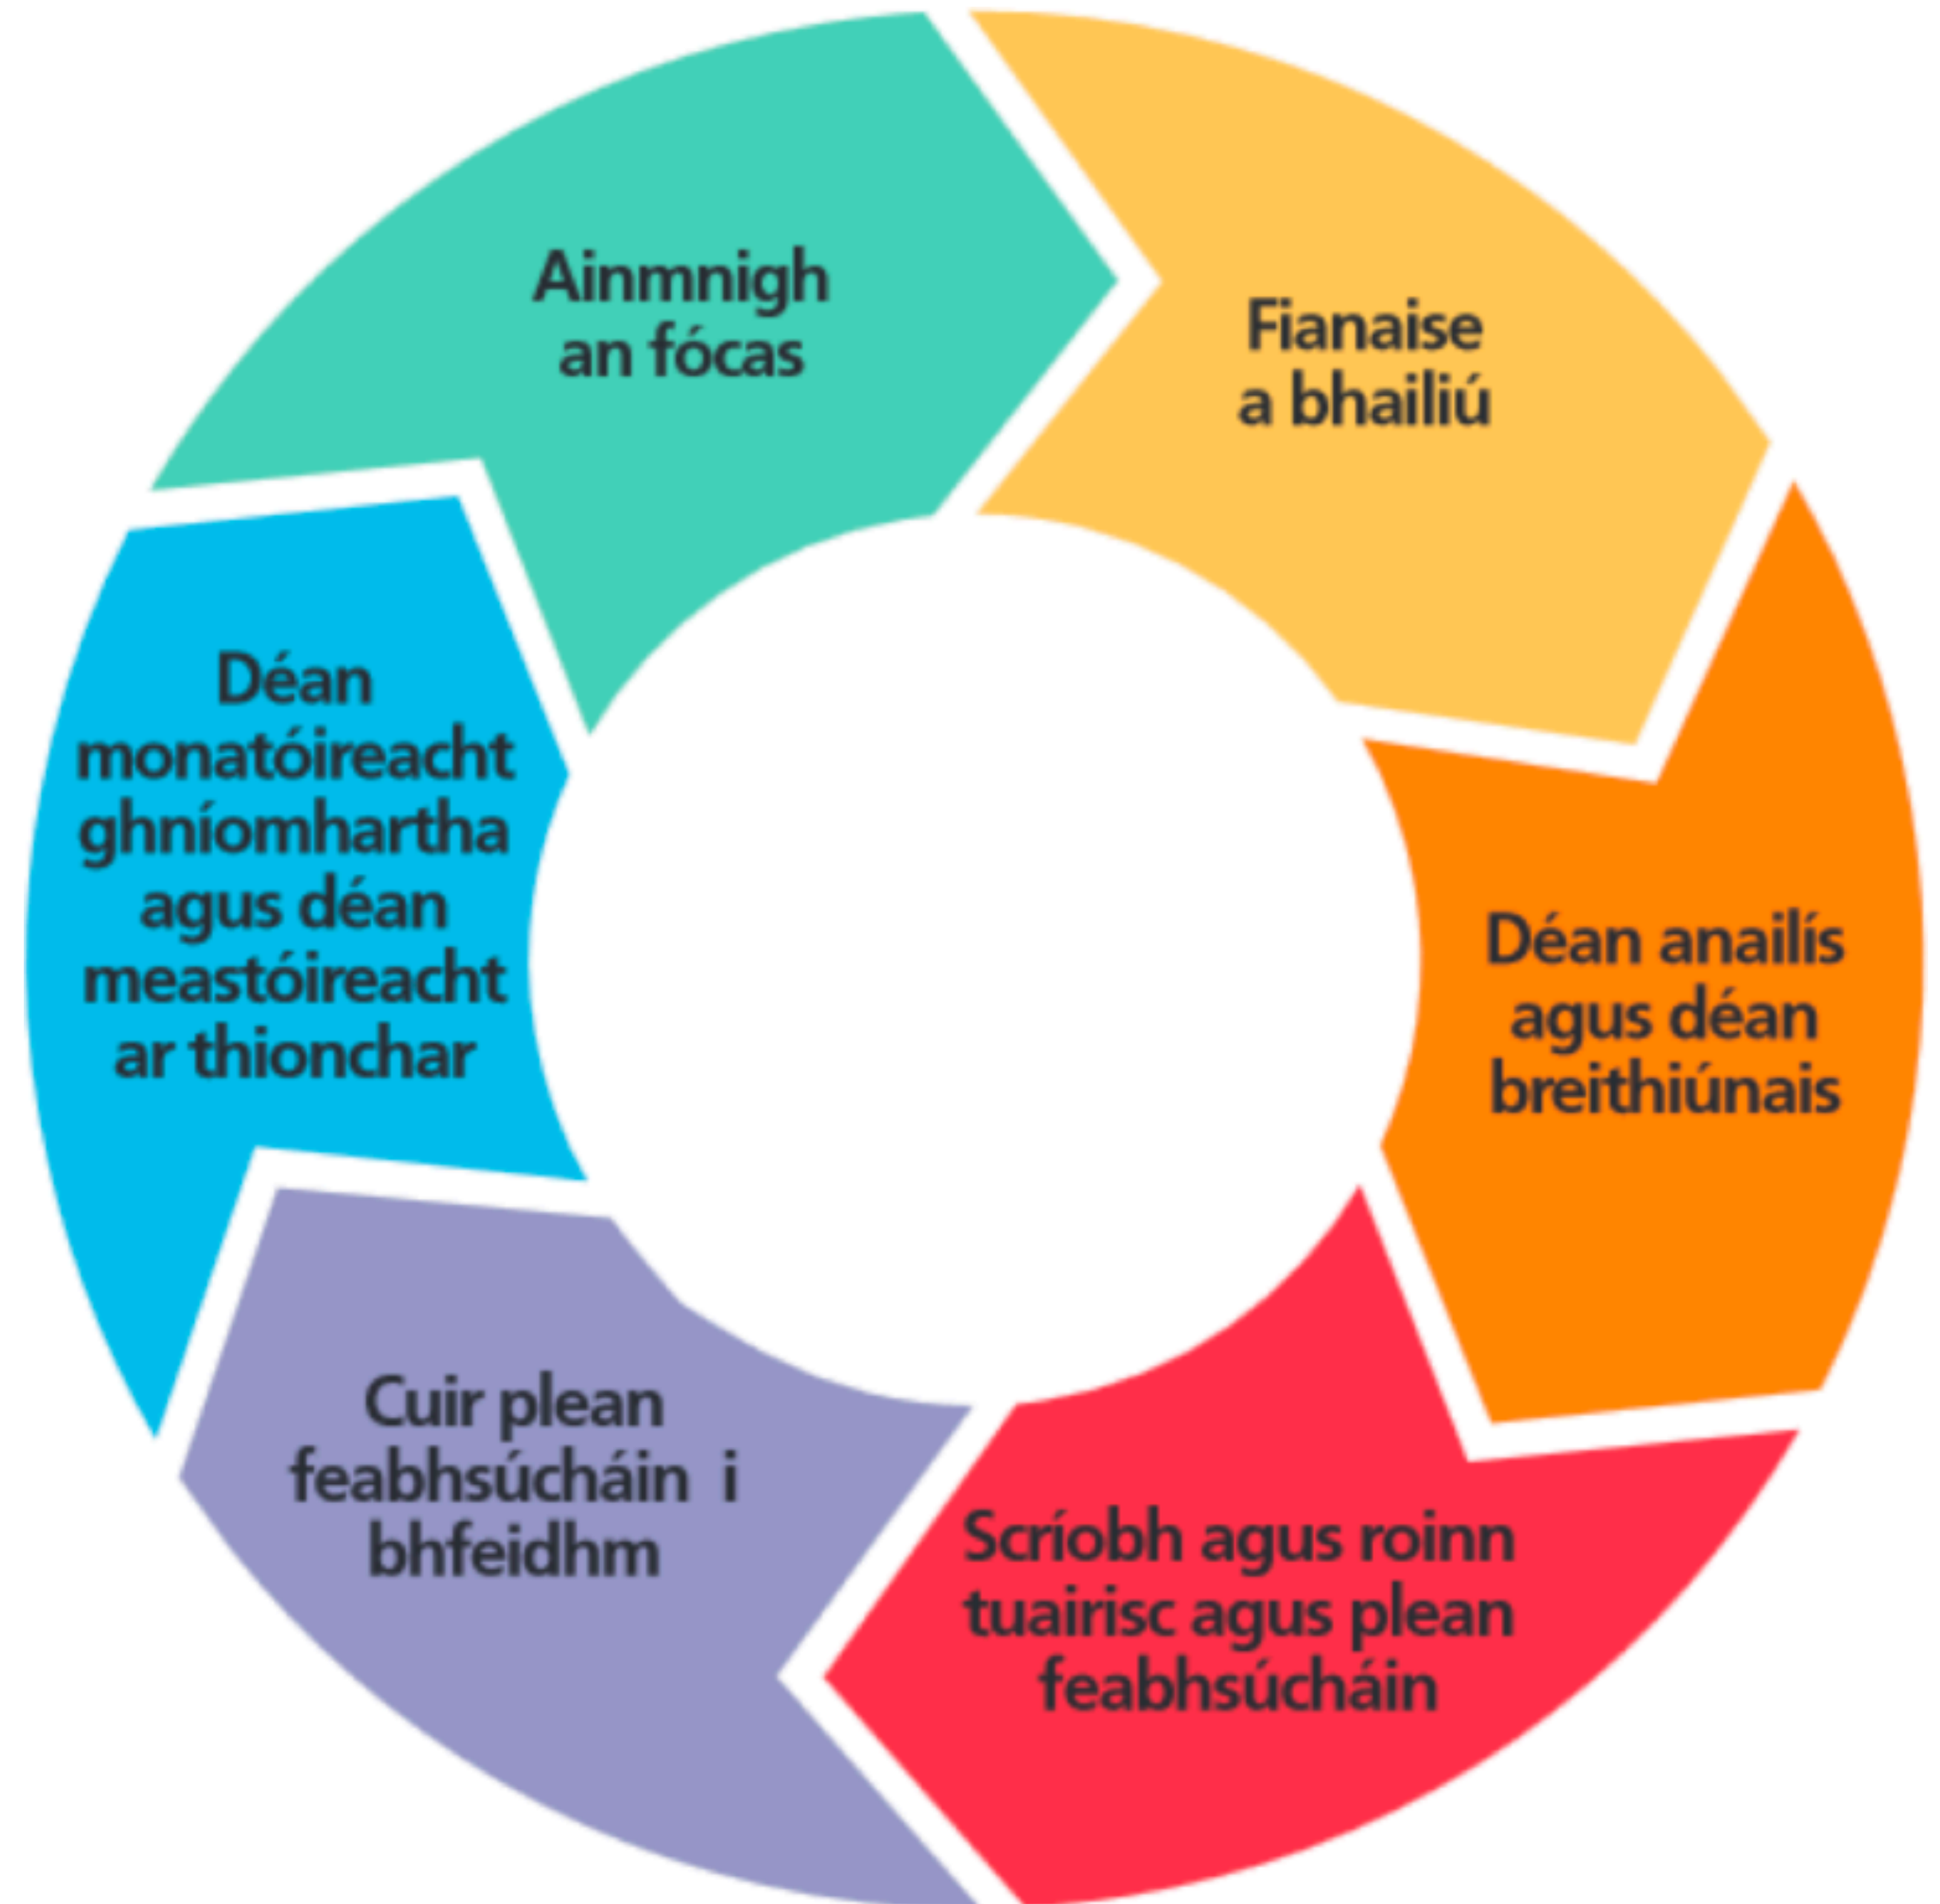 Ainmnigh
an fócas
Fianaise
a bhailiú
Déan anailís
agus déan
breithiúnais
Scríobh agus roinn
tuairisc agus plean
feabhsúcháin
Cuir plean
feabhsúcháin i
bhfeidhm
Déan
monatóireacht
ghníomhartha
agus déan
meastóireacht
ar thionchar